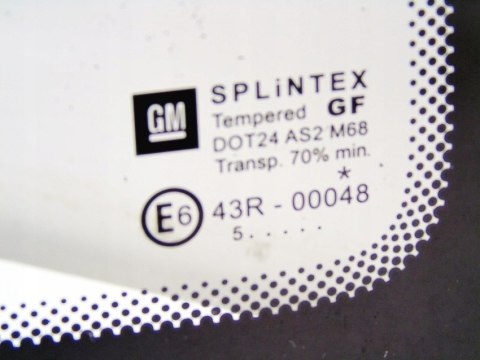 GM
SPLiNTEX
Tempered GF
DOT24 AS2 M68
Transp. 70% min.
*
E6 43R - 00048
5 . . . . .